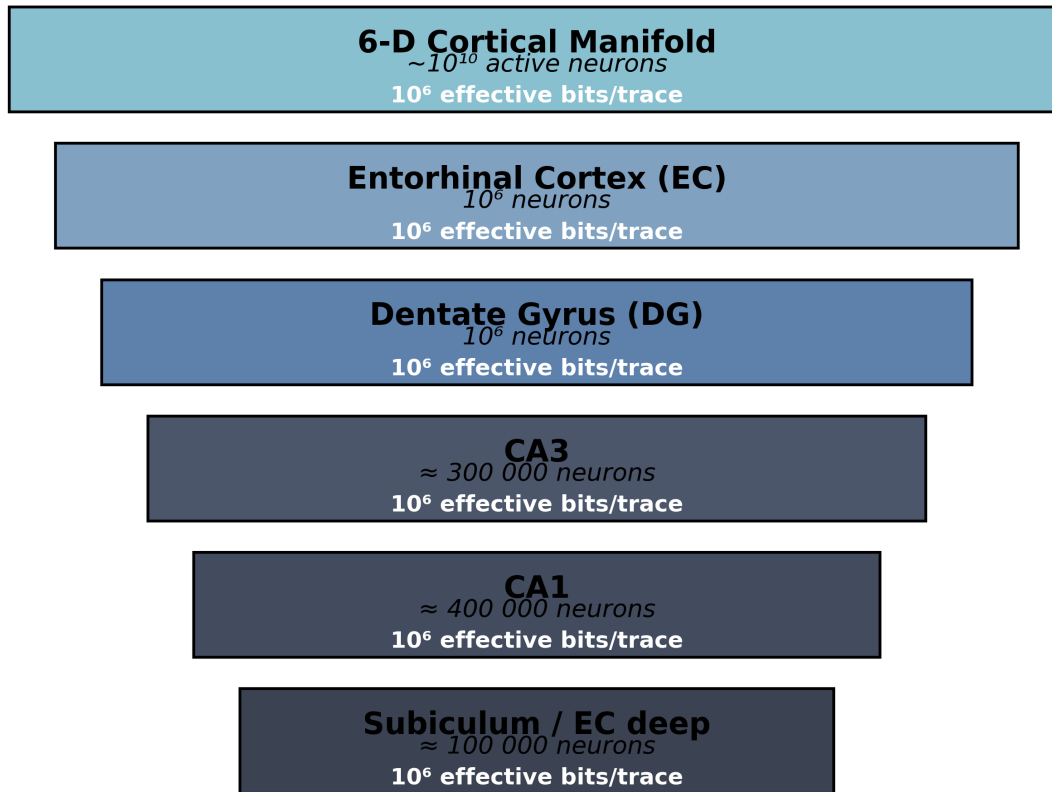 6-D Cortical Manifold
~10¹⁰ active neurons
10⁶ effective bits/trace
Entorhinal Cortex (EC)
10⁶ neurons
10⁶ effective bits/trace
Dentate Gyrus (DG)
10⁶ neurons
10⁶ effective bits/trace
CA3
≈ 300 000 neurons
10⁶ effective bits/trace
CA1
≈ 400 000 neurons
10⁶ effective bits/trace
Subiculum / EC deep
≈ 100 000 neurons
10⁶ effective bits/trace